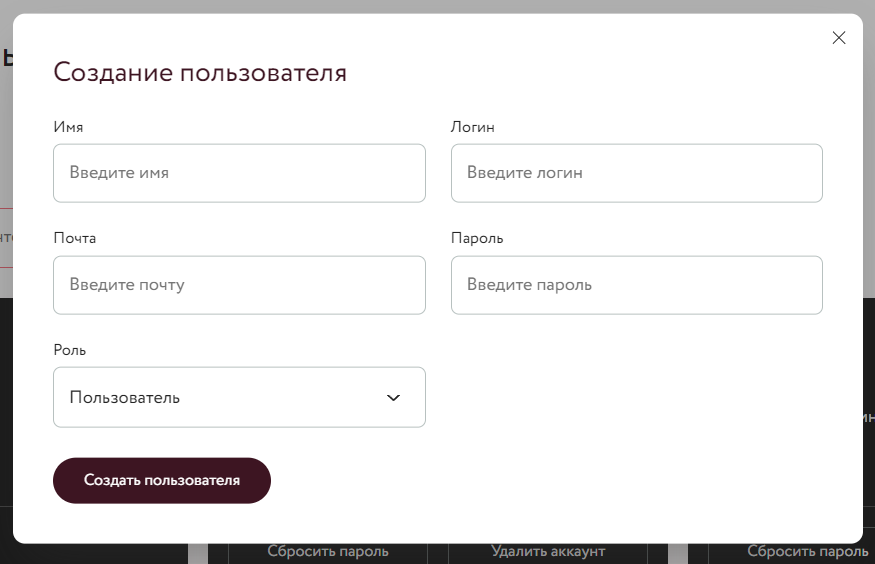 Создание пользователя
Имя
Логин
Введите имя
Введите логин
Почта
Пароль
Введите почту
Введите пароль
Роль
Пользователь
Создать пользователя
Сбросить пароль
Удалить аккаунт
Сбросить пароль